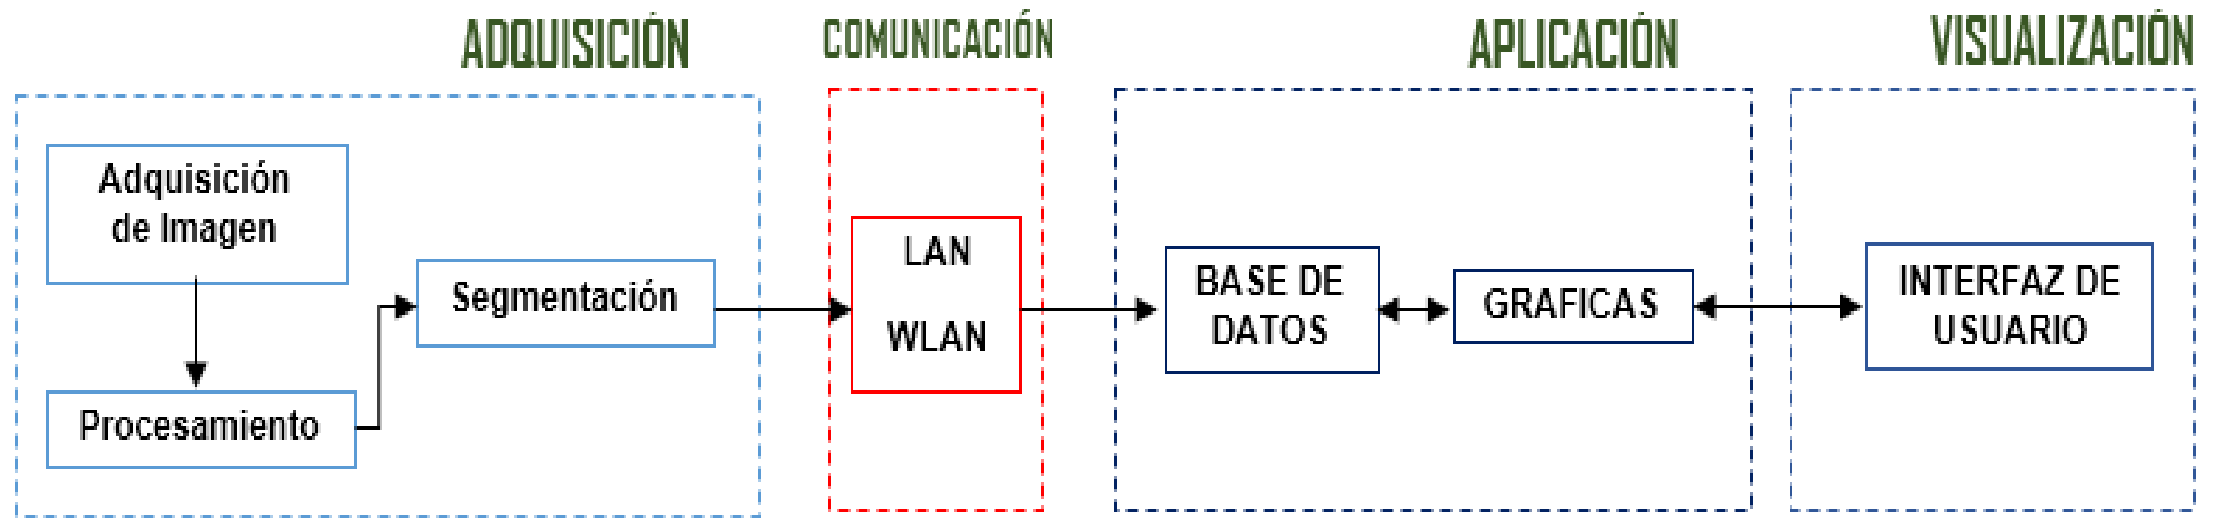 ADQUISICIÓN
Adquisición
de Imagen
Procesamiento
Segmentación
COMUNICACIÓN
LAN
WLAN
APLICACIÓN
BASE DE
DATOS
GRAFICAS
VISUALIZACIÓN
INTERFAZ DE
USUARIO